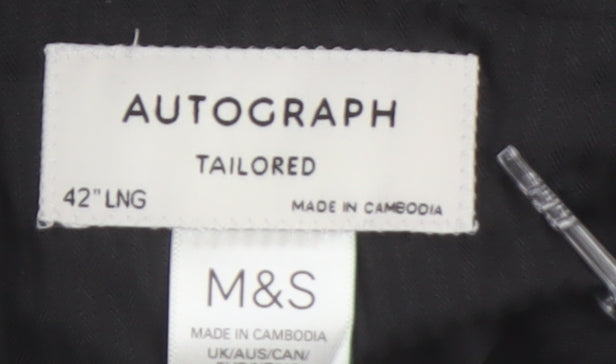 AUTOGRAPH
TAILORED
42" LNG
MADE IN CAMBODIA
M&S
MADE IN CAMBODIA
UK/AUS/CAN/